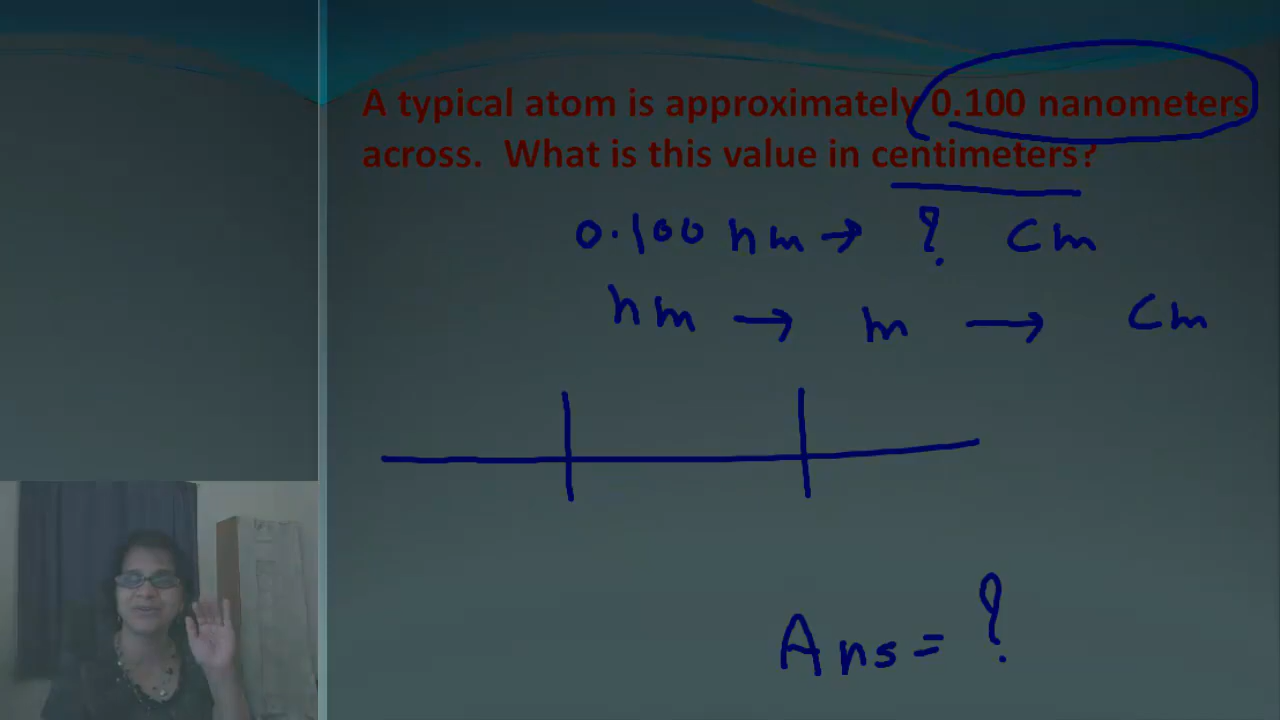 A typical atom is approximately 0.100 nanometers
across. What is this value in centimeters?
0.100 nm → ? cm
nm → m → cm
Ans = ?